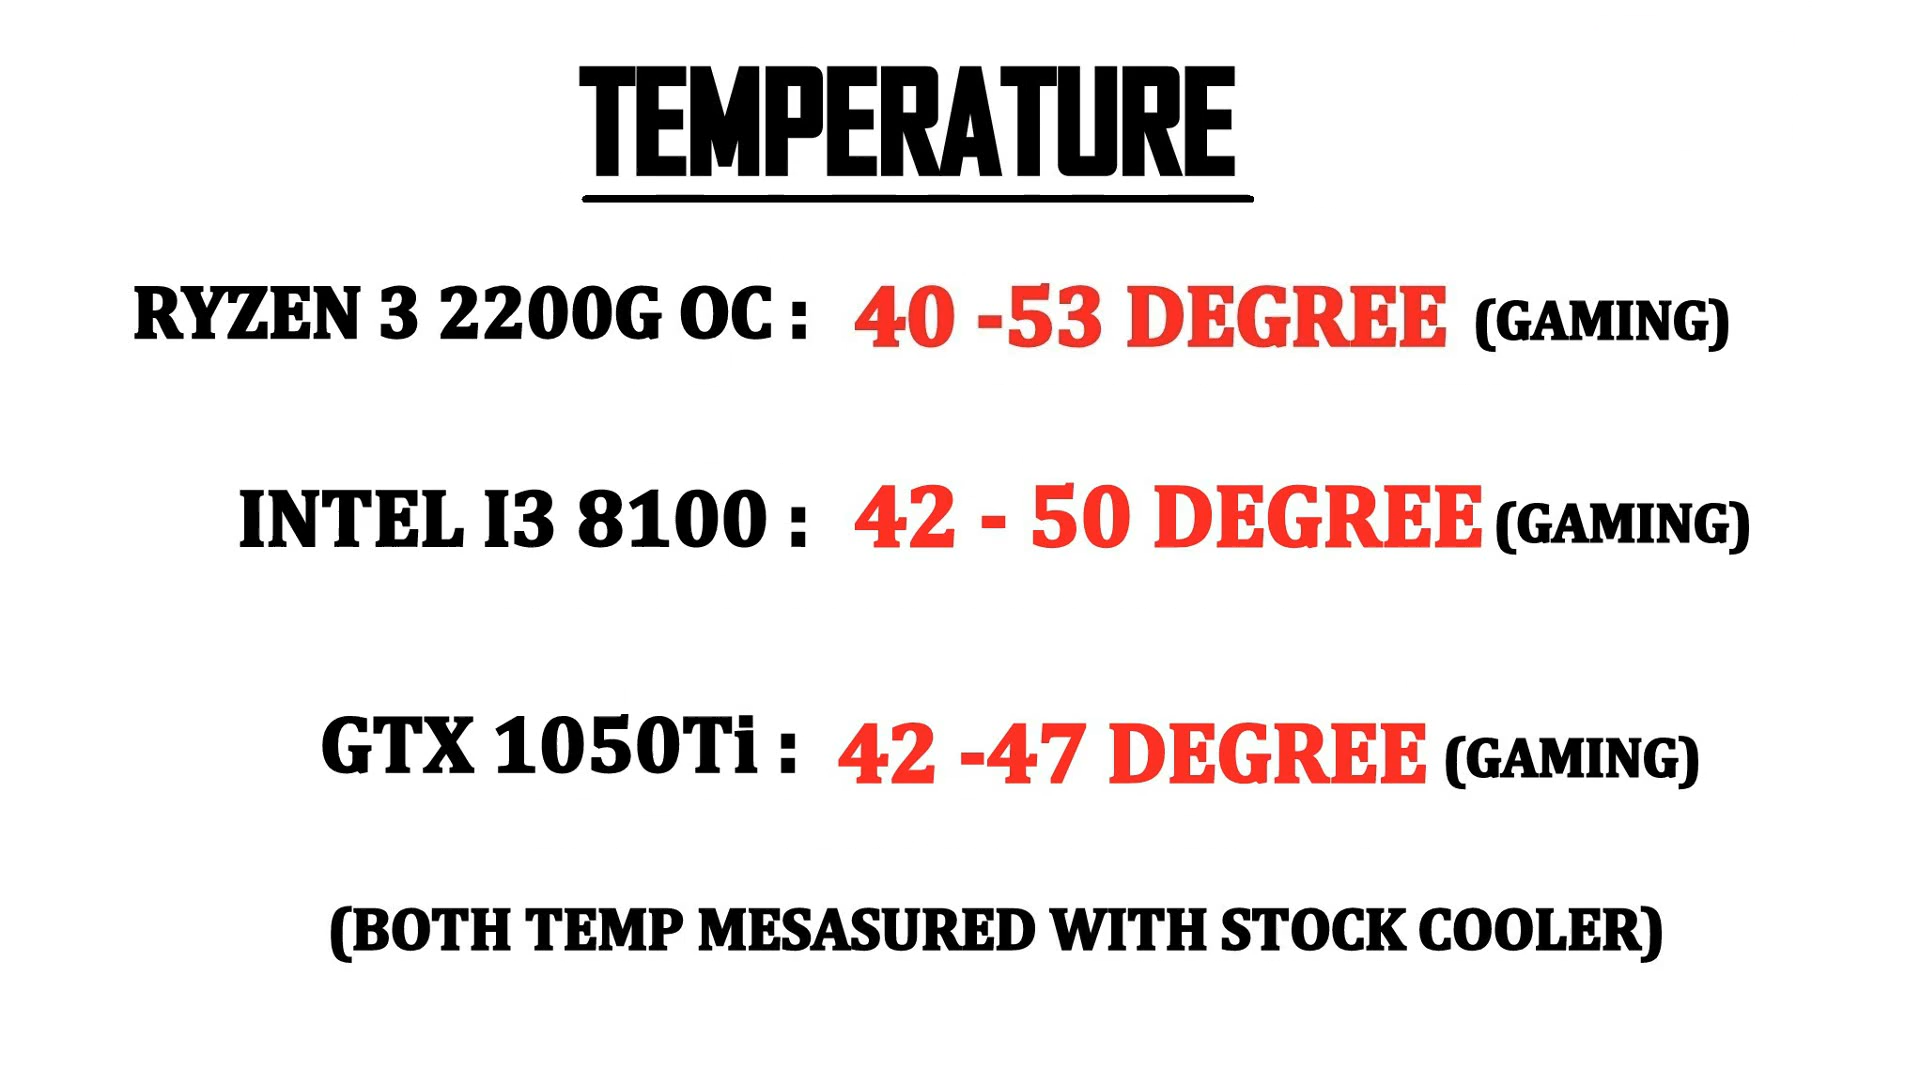 TEMPERATURE
RYZEN 3 2200G OC : 40 -53 DEGREE (GAMING)
INTEL I3 8100 : 42 - 50 DEGREE (GAMING)
GTX 1050Ti : 42 -47 DEGREE (GAMING)
(BOTH TEMP MESASURED WITH STOCK COOLER)